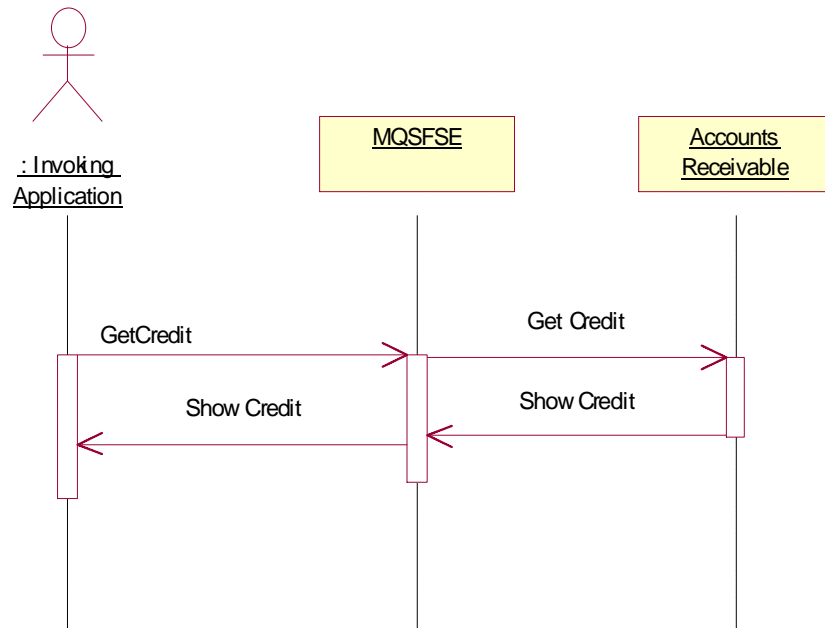 : Invoking
Application
MQSFSE
Accounts
Receivable
GetCredit
Get Credit
Show Credit
Show Credit